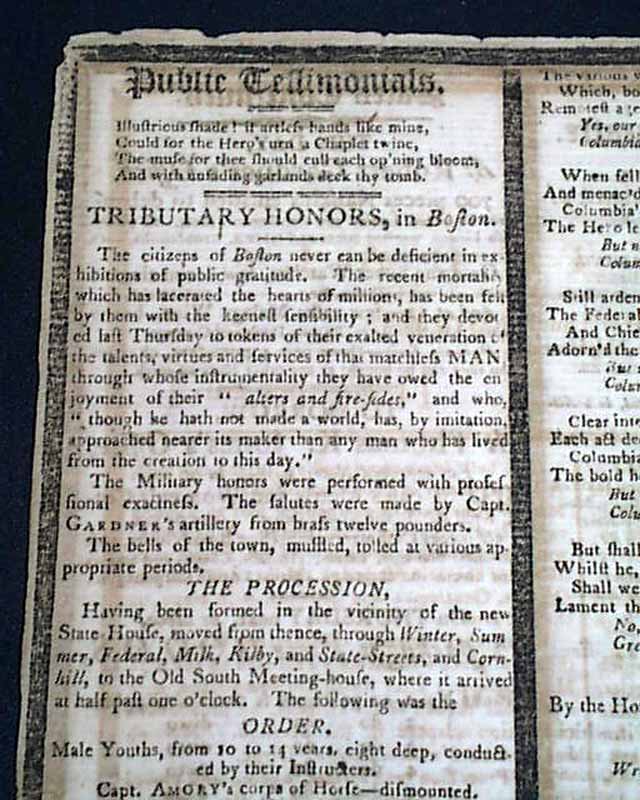 Public Testimonials.
Illustrious shade! if artless hands like mine,
Could for the Hero's urn a Chaplet twine,
The muse for thee should cull each op'ning bloom,
And with unfading garlands deck thy tomb.
TRIBUTARY HONORS, in Boston.
The citizens of Boston never can be deficient in ex-
hibitions of public gratitude. The recent mortality
which has lacerated the hearts of millions, has been felt
by them with the keenest sensibility; and they devot
ed last Thursday to tokens of their exalted veneration
the talents, virtues and services of that matchless MAN
through whose instrumentality they have owed the en
joyment of their " alters and fire-sides," and who,
" though he hath not made a world, has, by imitation,
approached nearer its maker than any man who has lived
from the creation to this day."
The Military honors were performed with profes
sional exactness. The salutes were made by Capt.
GARDNER's artillery from brass twelve pounders.
The bells of the town, muffled, tolled at various ap-
propriate periods.
THE PROCESSION,
Having been formed in the vicinity of the new
State House, moved from thence, through Winter, Sum
mer, Federal, Milk, Kilby, and State-Streets, and Corn-
hill, to the Old South Meeting-house, where it arrived
at half past one o'clock. The following was the
ORDER.
Male Youths, from 10 to 14 years, eight deep, conduct-
ed by their Instructers.
Capt. AMORY's corps of Horse—dismounted.
The various
Which, bo
Yes, our
Columbia
When fell
And menac'd
Columbia'
The Hero le
But n
Colum
Still arden
The Federal
And Chie
Adorn'd the
But
Colu
Clear inte
Each act de
Columbia
The bold h
But
Colu
But shall
Whilst he,
Shall we
Lament th
No,
Gre
By the Ho
Wr